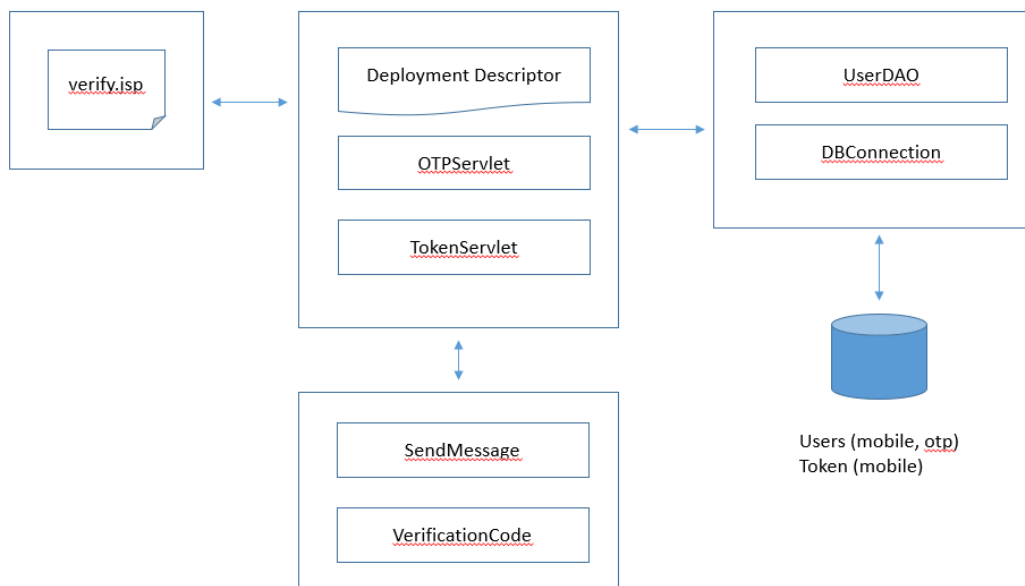 verify.jsp
Deployment Descriptor
OTPServlet
TokenServlet
UserDAO
DBConnection
Users (mobile, otp)
Token (mobile)
SendMessage
VerificationCode